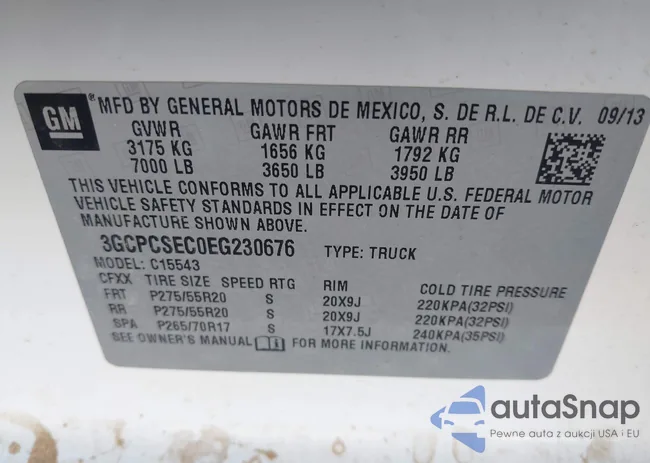 GM ® MFD BY GENERAL MOTORS DE MEXICO, S. DE R.L. DE C.V. 09/13
GVWR GAWR FRT GAWR RR
3175 KG 1656 KG 1792 KG
7000 LB 3650 LB 3950 LB
THIS VEHICLE CONFORMS TO ALL APPLICABLE U.S. FEDERAL MOTOR
VEHICLE SAFETY STANDARDS IN EFFECT ON THE DATE OF
MANUFACTURE SHOWN ABOVE.
3GCPCSEC0EG230676 TYPE: TRUCK
MODEL: C15543
CFXX TIRE SIZE SPEED RTG RIM COLD TIRE PRESSURE
FRT P275/55R20 S 20X9J 220KPA(32PSI)
RR P275/55R20 S 20X9J 220KPA(32PSI)
SPA P265/70R17 S 17X7.5J 240KPA(35PSI)
SEE OWNER'S MANUAL FOR MORE INFORMATION.
autaSnap
Pewne auta z aukcji USA i EU